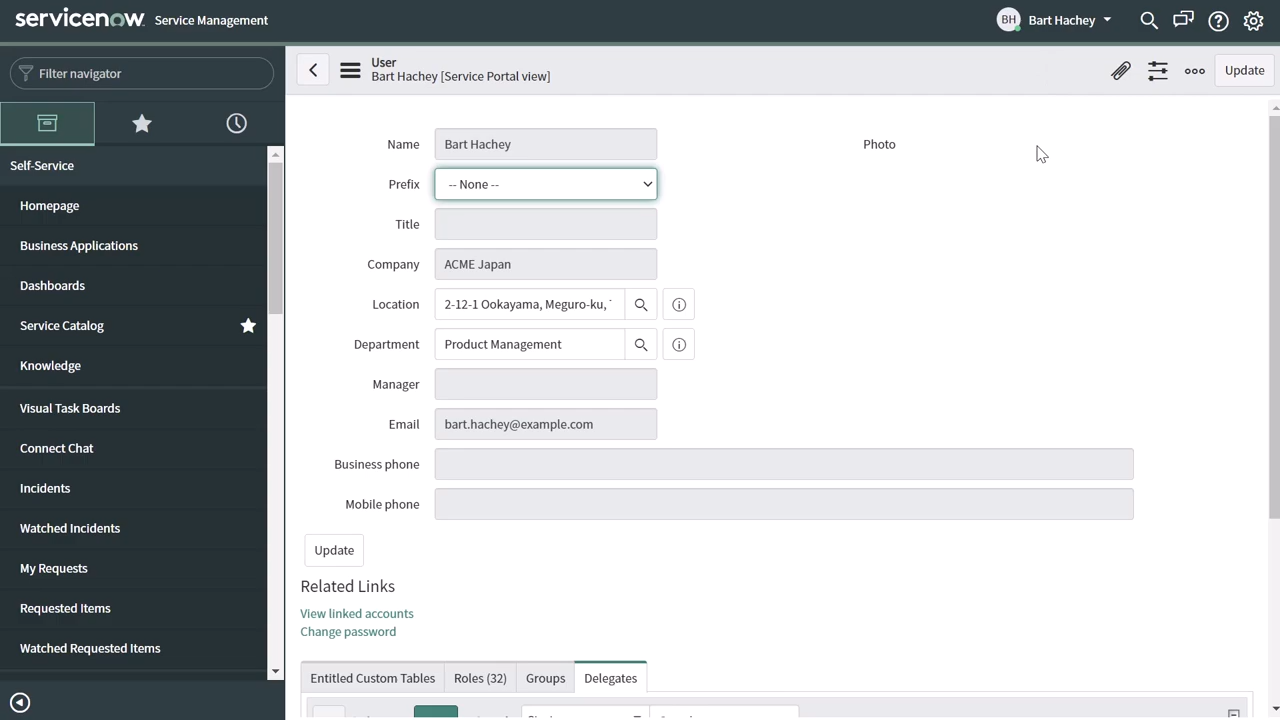 servicenow. Service Management
BH Bart Hachey
Filter navigator
Self-Service
Homepage
Business Applications
Dashboards
Service Catalog
Knowledge
Visual Task Boards
Connect Chat
Incidents
Watched Incidents
My Requests
Requested Items
Watched Requested Items
User
Bart Hachey [Service Portal view]
Update
Name Bart Hachey
Photo
Prefix -- None --
Title
Company ACME Japan
Location 2-12-1 Ookayama, Meguro-ku,
Department Product Management
Manager
Email bart.hachey@example.com
Business phone
Mobile phone
Update
Related Links
View linked accounts
Change password
Entitled Custom Tables Roles (32) Groups Delegates